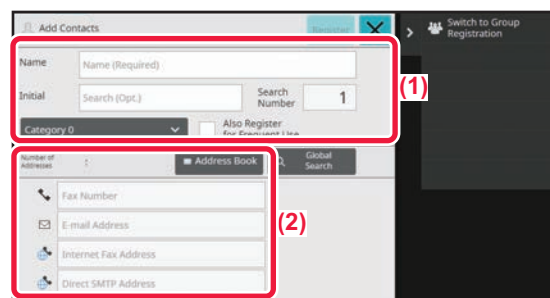 Add Contacts
Register
Switch to Group
Registration
Name
Name (Required)
(1)
Initial
Search (Opt.)
Search
Number
1
Category 0
Also Register
for Frequent Use
Number of
Addresses
:
Address Book
Global
Search
Fax Number
(2)
E-mail Address
Internet Fax Address
Direct SMTP Address